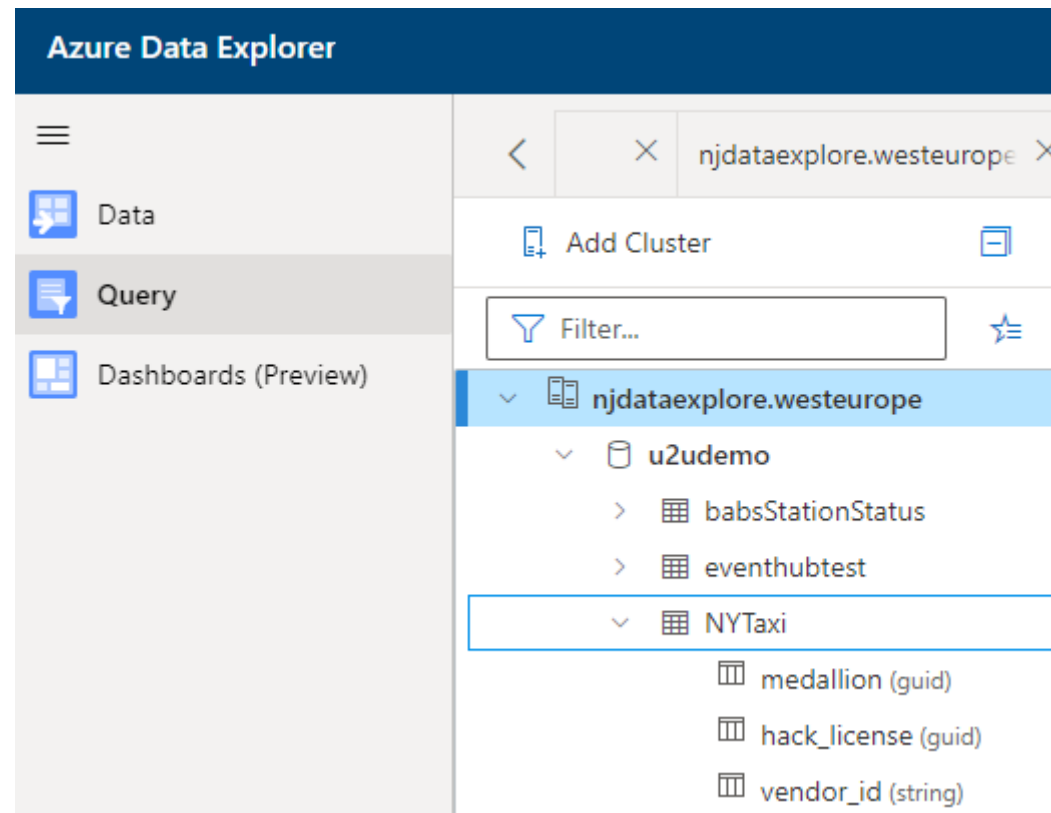 Azure Data Explorer
Data
Query
Dashboards (Preview)
njdataexplore.westeurope
Add Cluster
Filter...
njdataexplore.westeurope
u2udemo
babsStationStatus
eventhubtest
NYTaxi
medallion (guid)
hack_license (guid)
vendor_id (string)